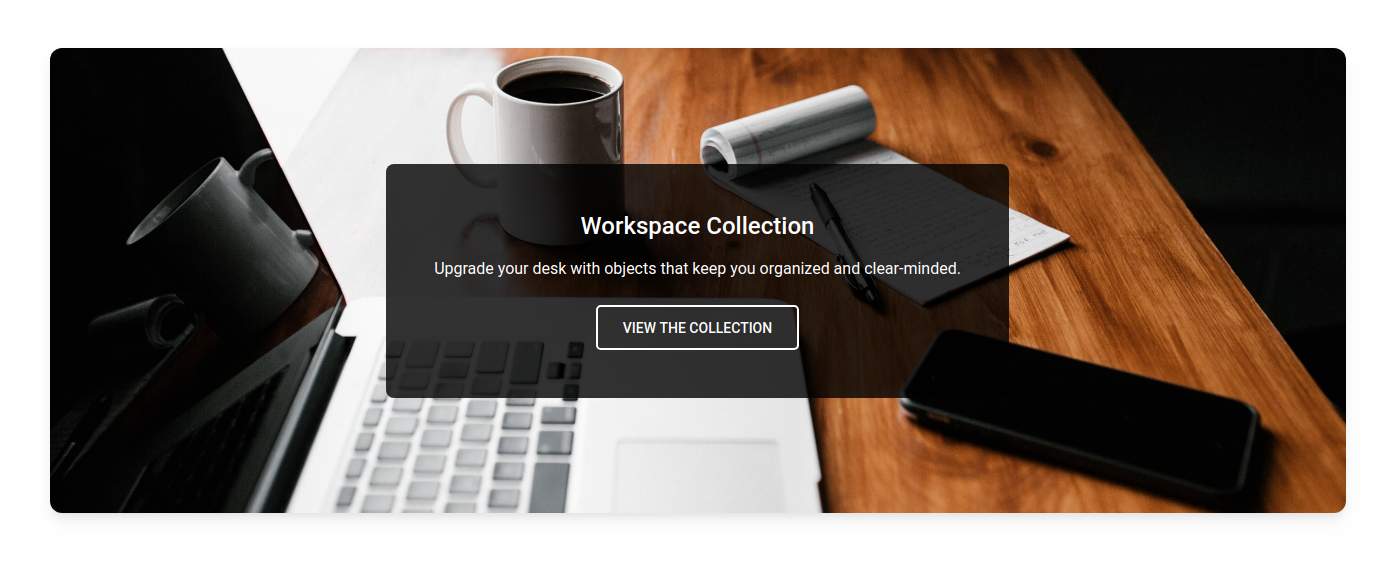 Workspace Collection
Upgrade your desk with objects that keep you organized and clear-minded.
VIEW THE COLLECTION